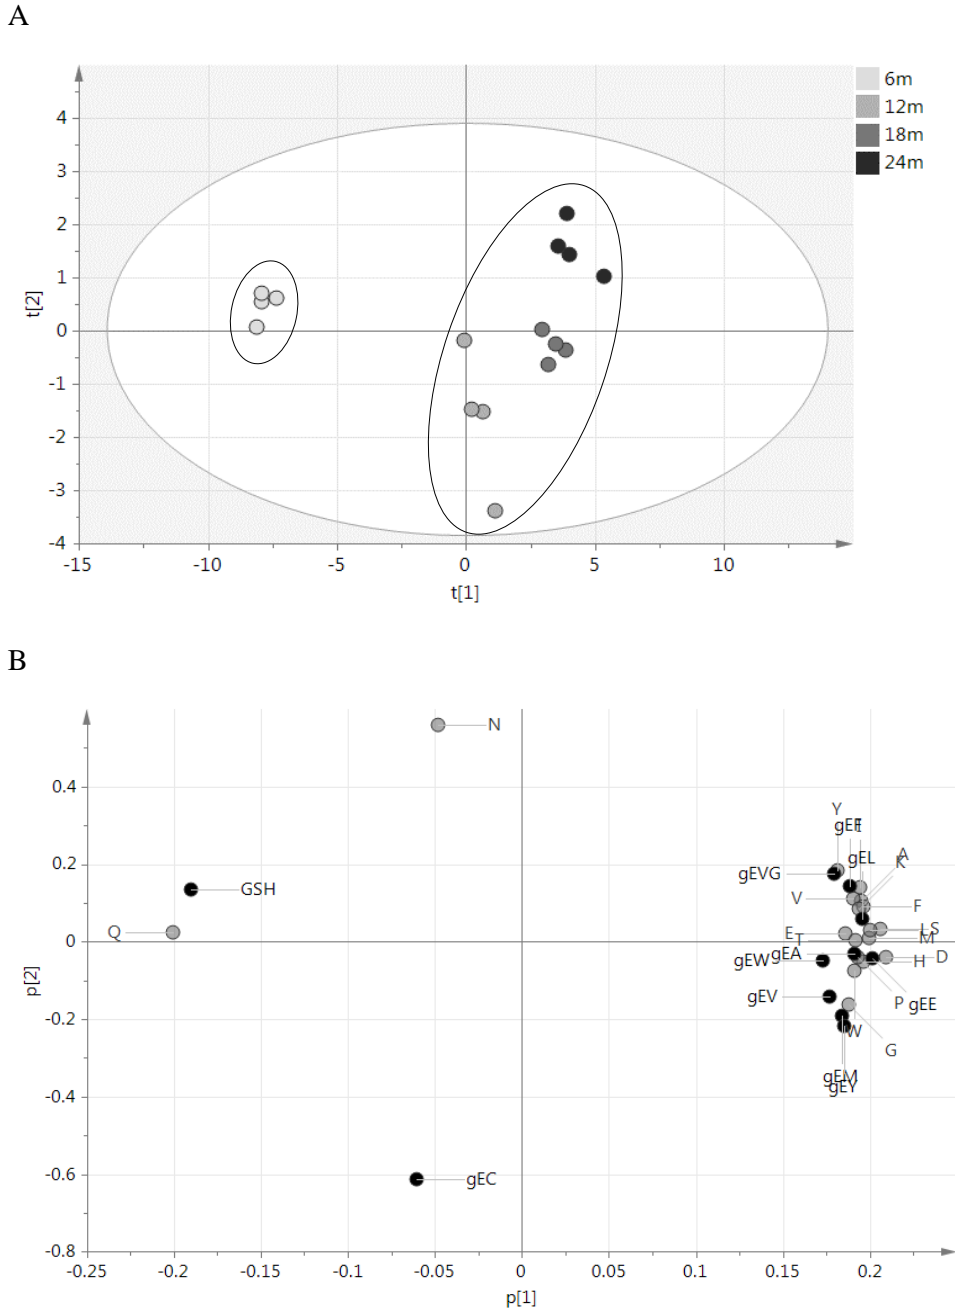 A
6m
12m
18m
24m
4
3
2
1
0
-1
-2
-3
-4
t[2]
-15
-10
-5
0
5
10
t[1]
B
N
0.4
Y
gEF I
A
gEL K
gEVG
0.2
GSH
V
F
Q
E
L S
0
T
M
gEA
gEW
H
D
gEV
P gEE
-0.2
W
G
gEM
gEY
-0.4
-0.6
gEC
-0.8
p[2]
-0.25
-0.2
-0.15
-0.1
-0.05
0
0.05
0.1
0.15
0.2
p[1]